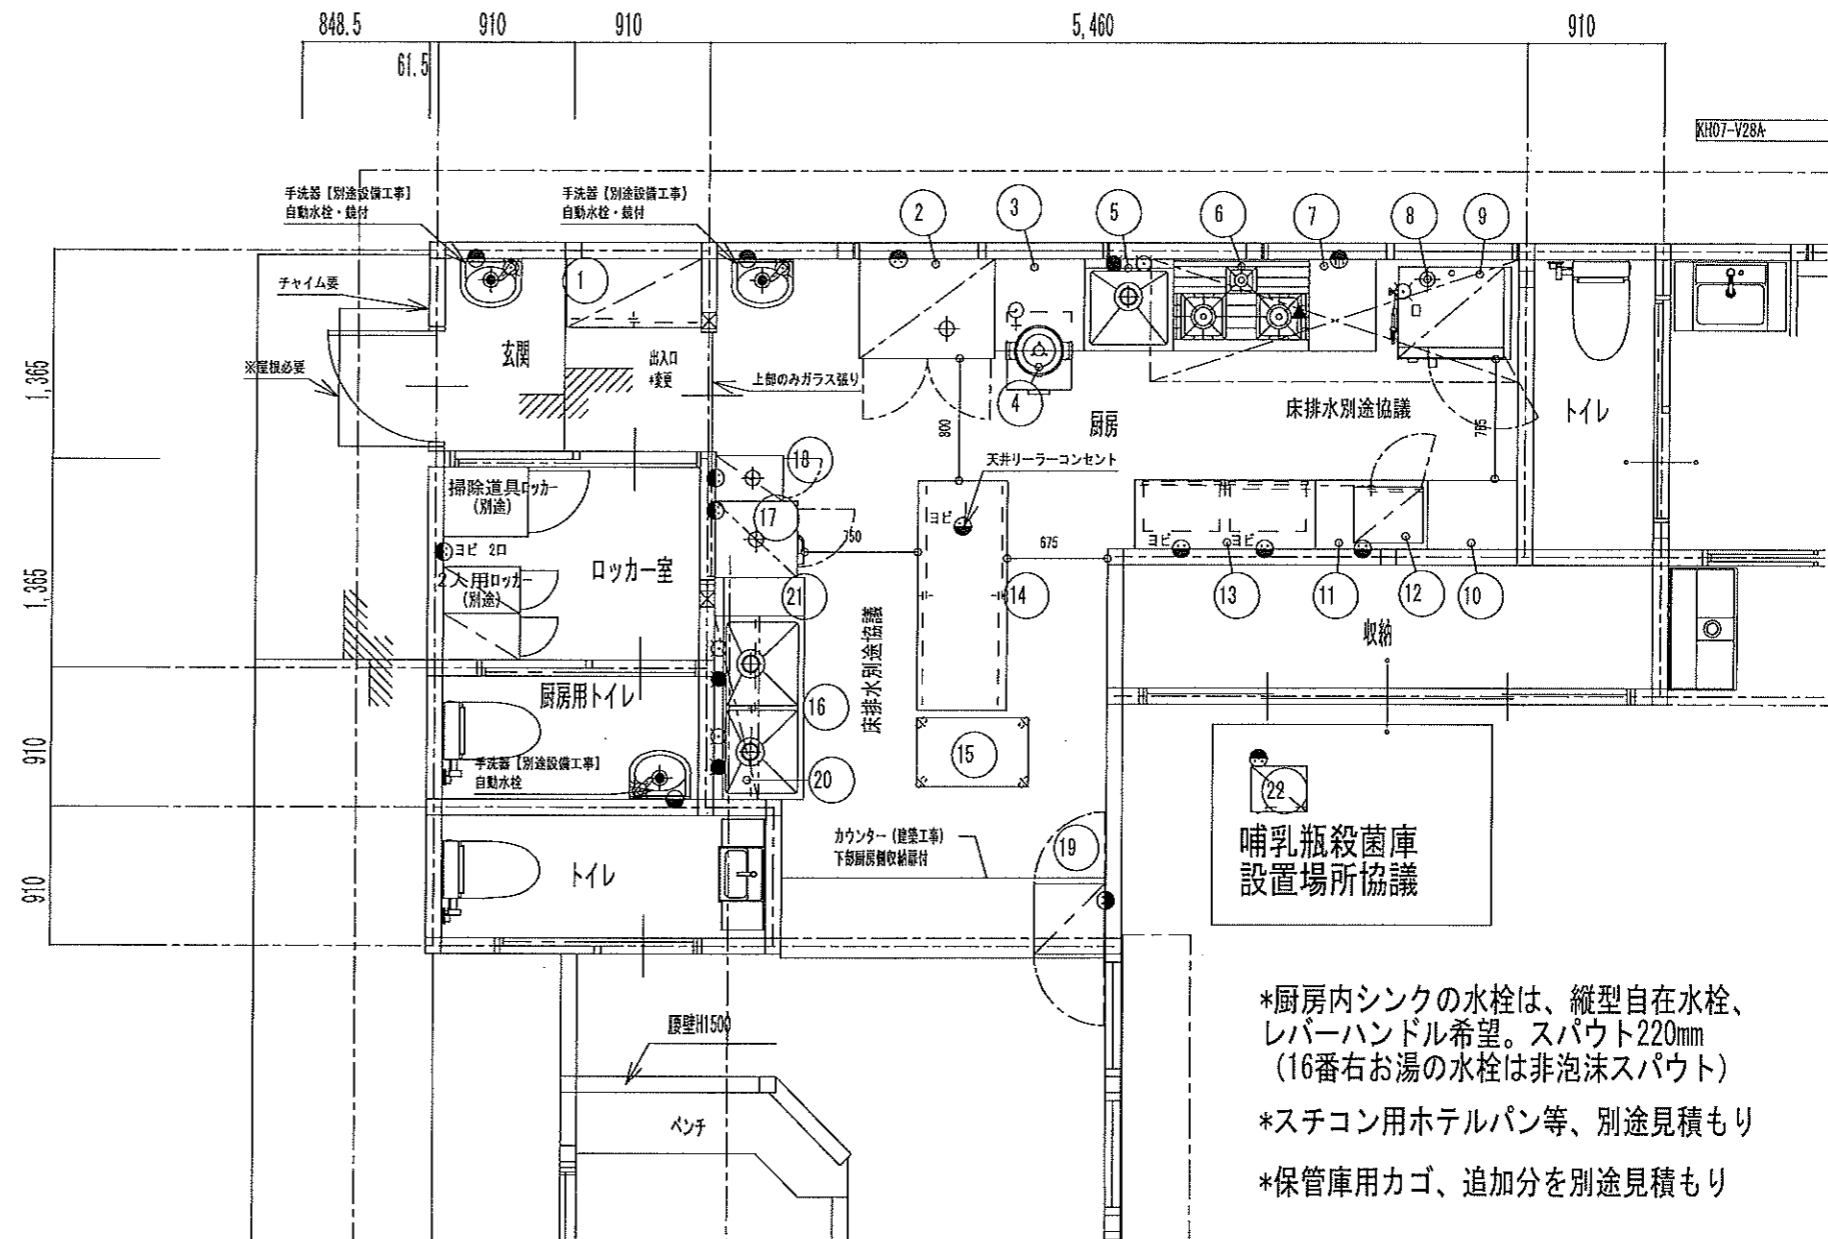 848.5
910
910
5,460
910
61.5
KH07-V28A
手洗器【別途設備工事】
自動水栓・鏡付
手洗器【別途設備工事】
自動水栓・鏡付
2
3
5
6
7
8
9
チャイム要
1
玄関
出入口
*変更
※屋根必要
上部のみガラス張り
4
厨房
床排水別途協議
トイレ
1,365
800
765
天井リーラーコンセント
18
掃除道具ロッカー
(別途)
17
ヨビ
ヨビ 2口
750
675
ヨビ
ヨビ
ロッカー室
2人用ロッカー
(別途)
1,365
21
14
13
11
12
10
床排水別途協議
収納
厨房用トイレ
16
910
手洗器【別途設備工事】
自動水栓
15
20
22
哺乳瓶殺菌庫
設置場所協議
カウンター(建築工事)
下部厨房側収納扉付
19
トイレ
910
腰壁H1500
ベンチ
*厨房内シンクの水栓は、縦型自在水栓、
レバーハンドル希望。スパウト220mm
(16番右お湯の水栓は非泡沫スパウト)
*スチコン用ホテルパン等、別途見積もり
*保管庫用カゴ、追加分を別途見積もり